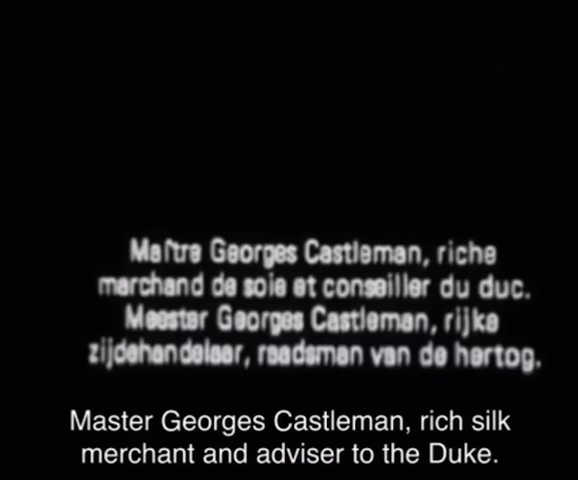 Maître Georges Castleman, riche
marchand de soie et conseiller du duc.
Meester Georges Castleman, rijke
zijdehandelaar, raadsman van de hertog.
Master Georges Castleman, rich silk
merchant and adviser to the Duke.